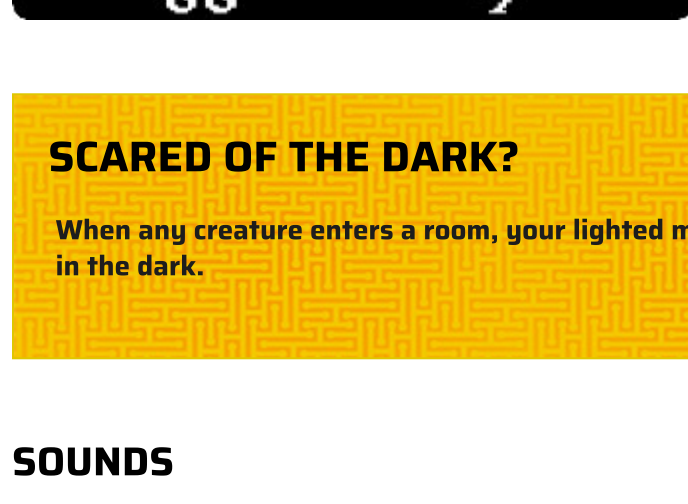 SCARED OF THE DARK?
When any creature enters a room, your lighted
in the dark.
SOUNDS